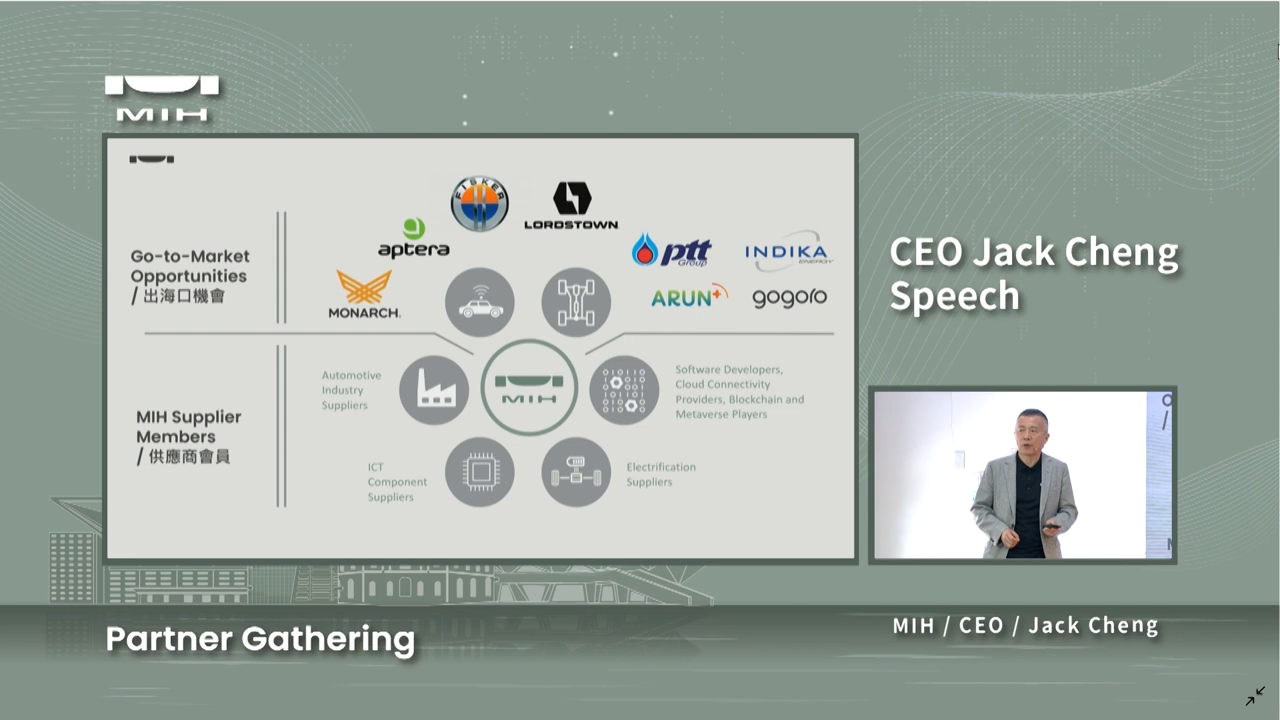 MIH
Go-to-Market
Opportunities
/ 出海口機會
MONARCH.
aptera
FISKER
LORDSTOWN
ptt
Group
INDIKA
ENERGY
ARUN+
gogoro
MIH
MIH Supplier
Members
/ 供應商會員
Automotive
Industry
Suppliers
Software Developers,
Cloud Connectivity
Providers, Blockchain and
Metaverse Players
ICT
Component
Suppliers
Electrification
Suppliers
CEO Jack Cheng
Speech
Partner Gathering
MIH / CEO / Jack Cheng